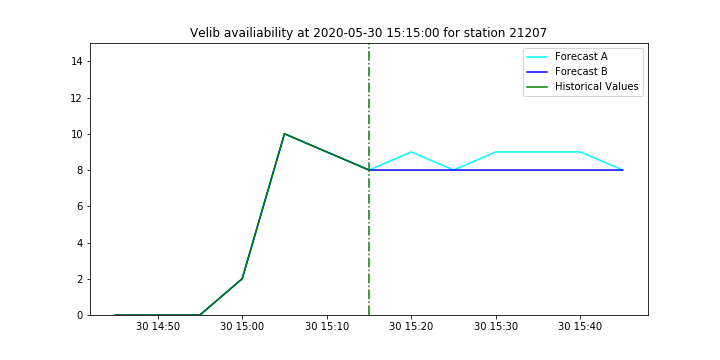 Velib availiability at 2020-05-30 15:15:00 for station 21207
Forecast A
Forecast B
Historical Values
14
12
10
8
6
4
2
0
30 14:50 30 15:00 30 15:10 30 15:20 30 15:30 30 15:40